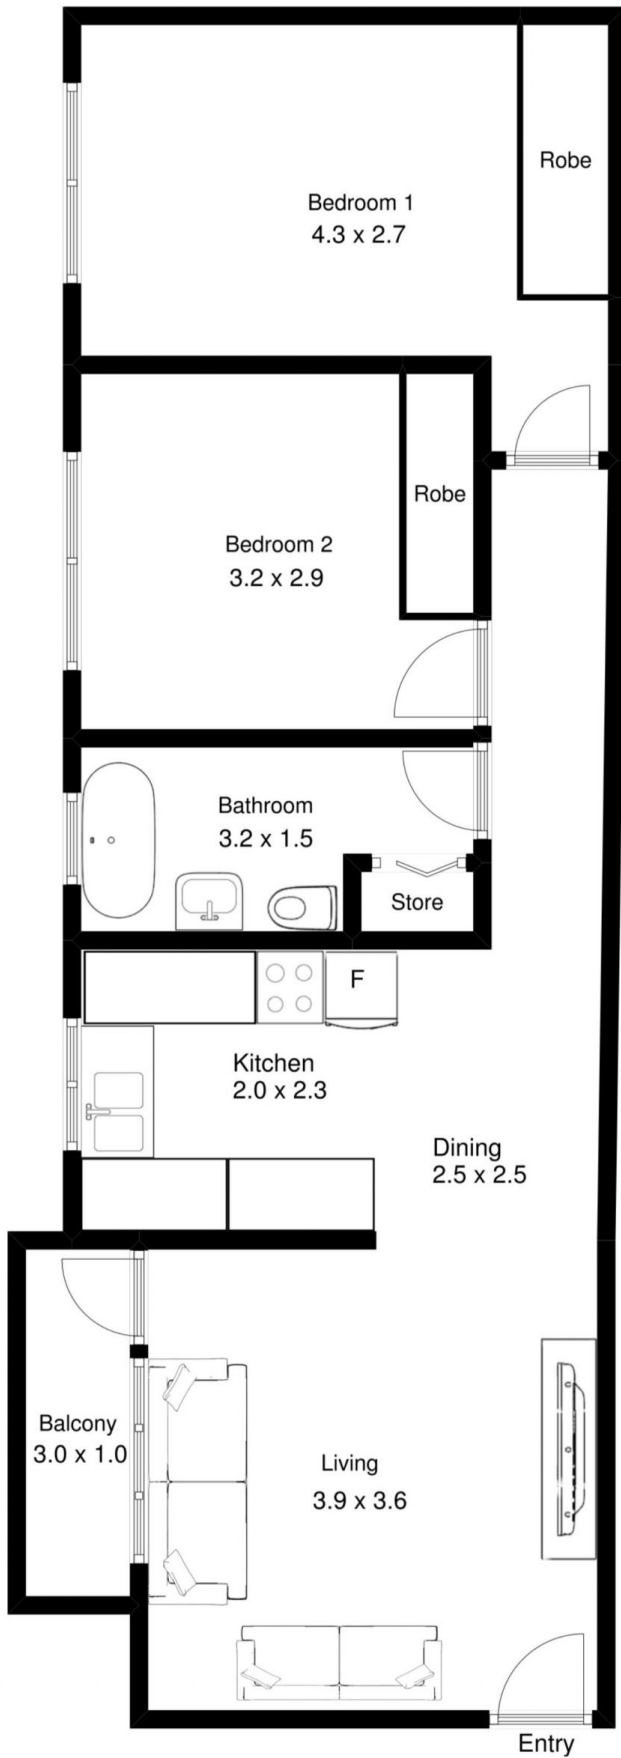 Robe
Bedroom 1
4.3 x 2.7
Robe
Bedroom 2
3.2 x 2.9
Bathroom
3.2 x 1.5
Store
F
Kitchen
2.0 x 2.3
Dining
2.5 x 2.5
Balcony
3.0 x 1.0
Living
3.9 x 3.6
Entry